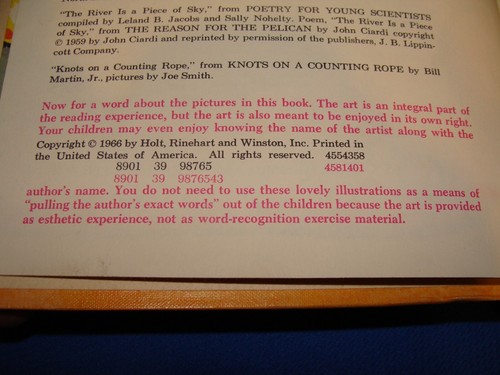 "The River Is a Piece of Sky," from POETRY FOR YOUNG SCIENTISTS
compiled by Leland B. Jacobs and Sally Nohelty. Poem, "The River Is a Piece
of Sky," from THE REASON FOR THE PELICAN by John Ciardi copyright
© 1959 by John Ciardi and reprinted by permission of the publishers, J. B. Lippin-
cott Company.
"Knots on a Counting Rope," from KNOTS ON A COUNTING ROPE by Bill
Martin, Jr., pictures by Joe Smith.
Now for a word about the pictures in this book. The art is an integral part of
the reading experience, but the art is also meant to be enjoyed in its own right.
Your children may even enjoy knowing the name of the artist along with the
Copyright © 1966 by Holt, Rinehart and Winston, Inc. Printed in
the United States of America. All rights reserved. 4554358
8901 39 98765 4581401
8901 39 9876543
author's name. You do not need to use these lovely illustrations as a means of
"pulling the author's exact words" out of the children because the art is provided
as esthetic experience, not as word-recognition exercise material.